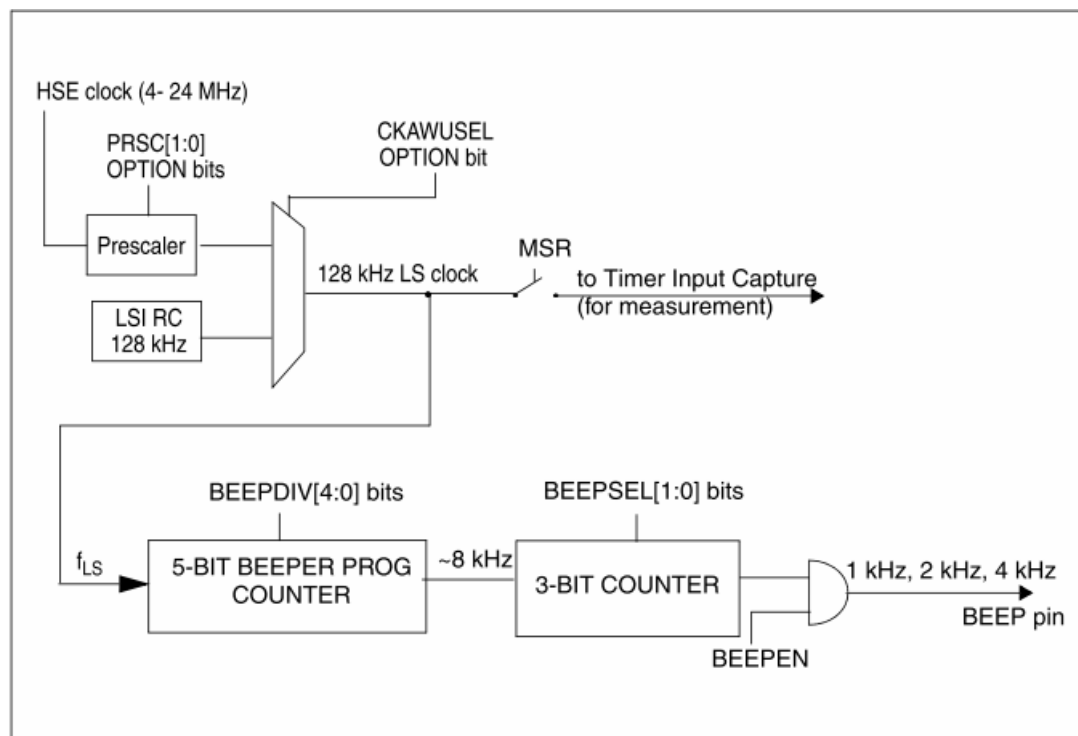 HSE clock (4- 24 MHz)
PRSC[1:0]
OPTION bits
CKAWUSEL
OPTION bit
Prescaler
MSR
128 kHz LS clock
to Timer Input Capture
(for measurement)
LSI RC
128 kHz
BEEPDIV[4:0] bits
BEEPSEL[1:0] bits
fLS
5-BIT BEEPER PROG
COUNTER
~8 kHz
3-BIT COUNTER
1 kHz, 2 kHz, 4 kHz
BEEP pin
BEEPEN